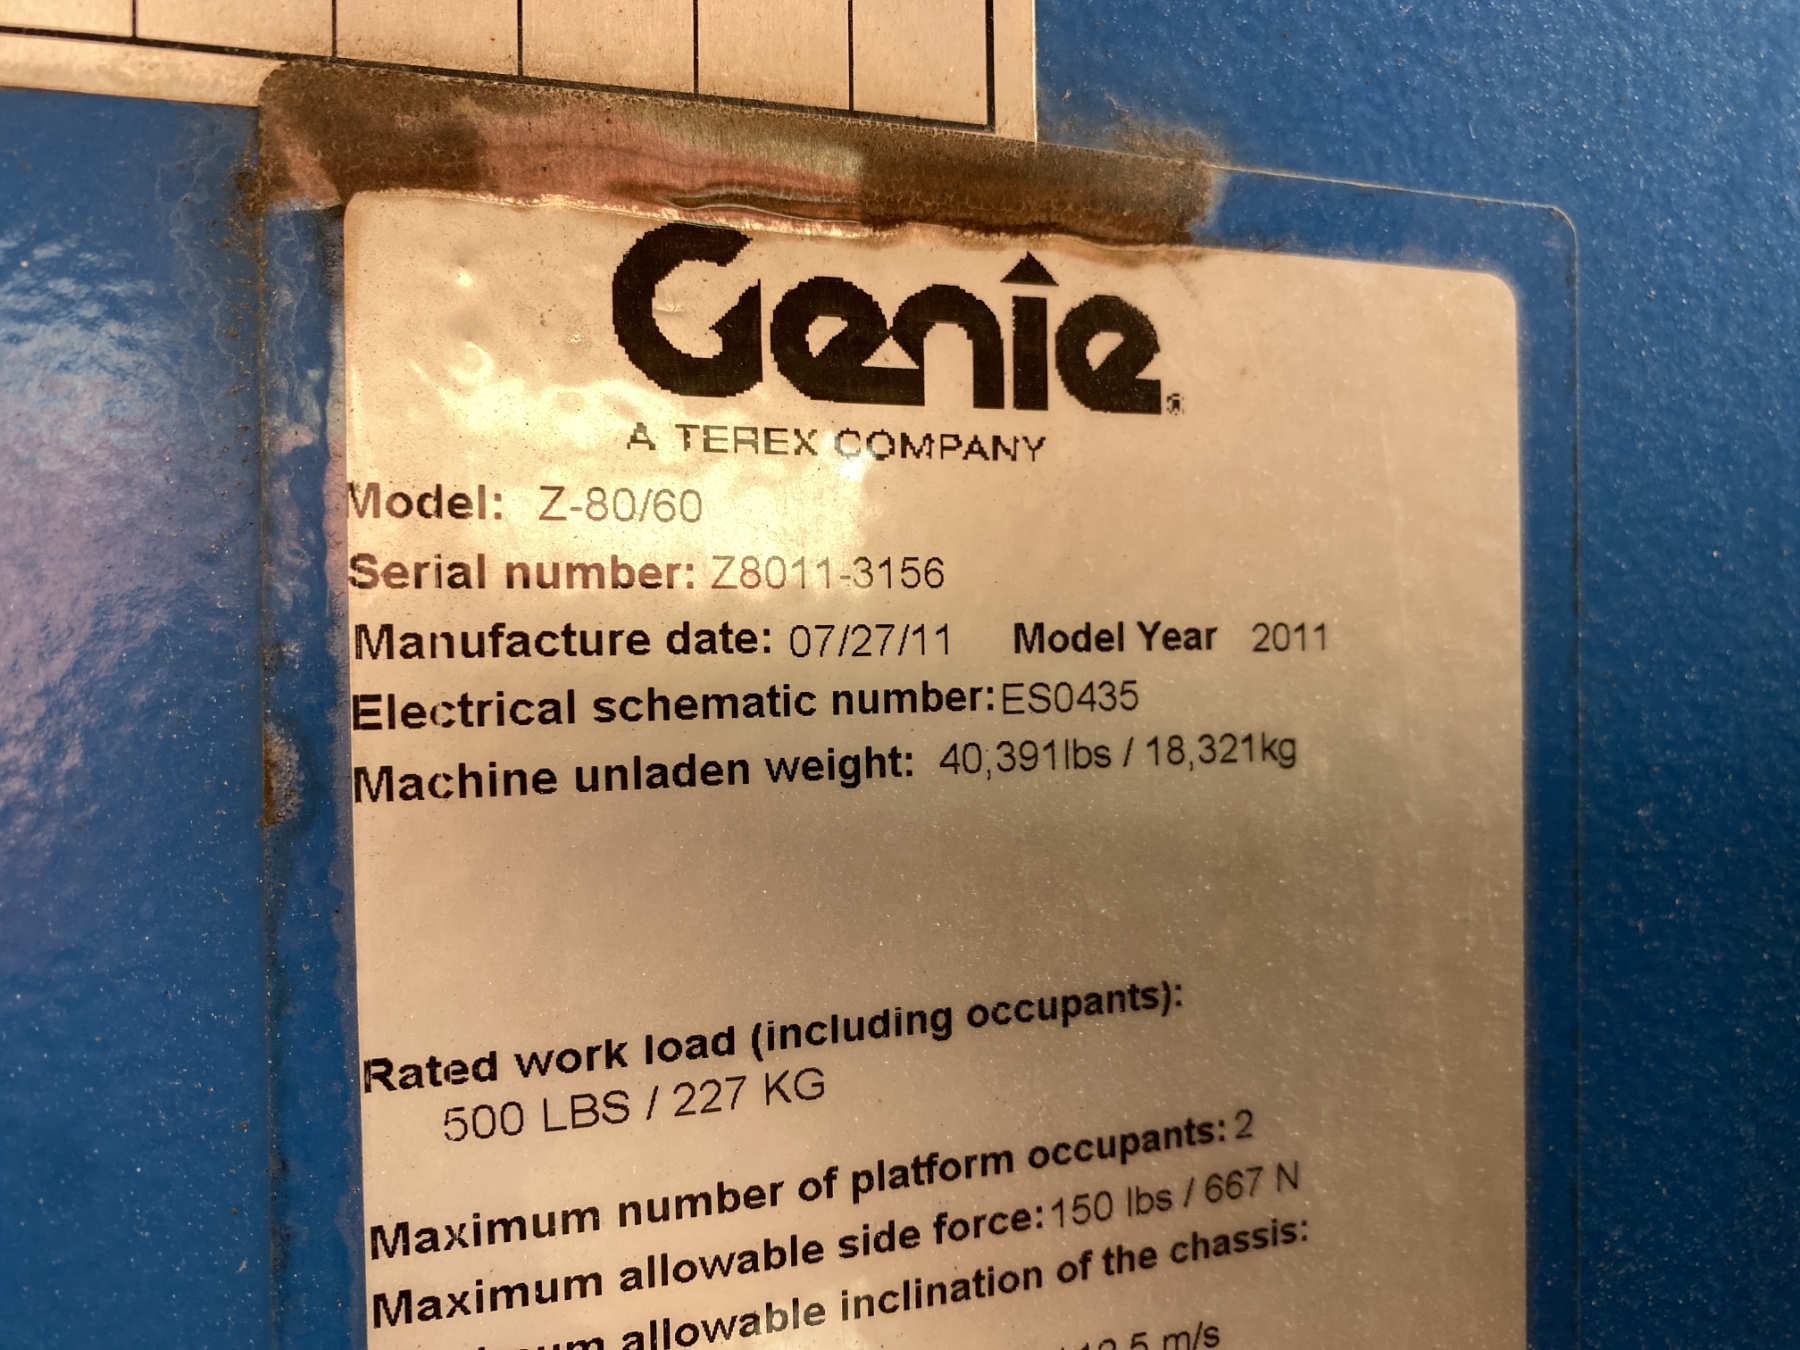 Genie®
A TEREX COMPANY
Model: Z-80/60
Serial number: Z8011-3156
Manufacture date: 07/27/11 Model Year 2011
Electrical schematic number: ES0435
Machine unladen weight: 40,391lbs / 18,321kg
Rated work load (including occupants):
500 LBS / 227 KG
Maximum number of platform occupants: 2
Maximum allowable side force: 150 lbs / 667 N
allowable inclination of the chassis:
m/s